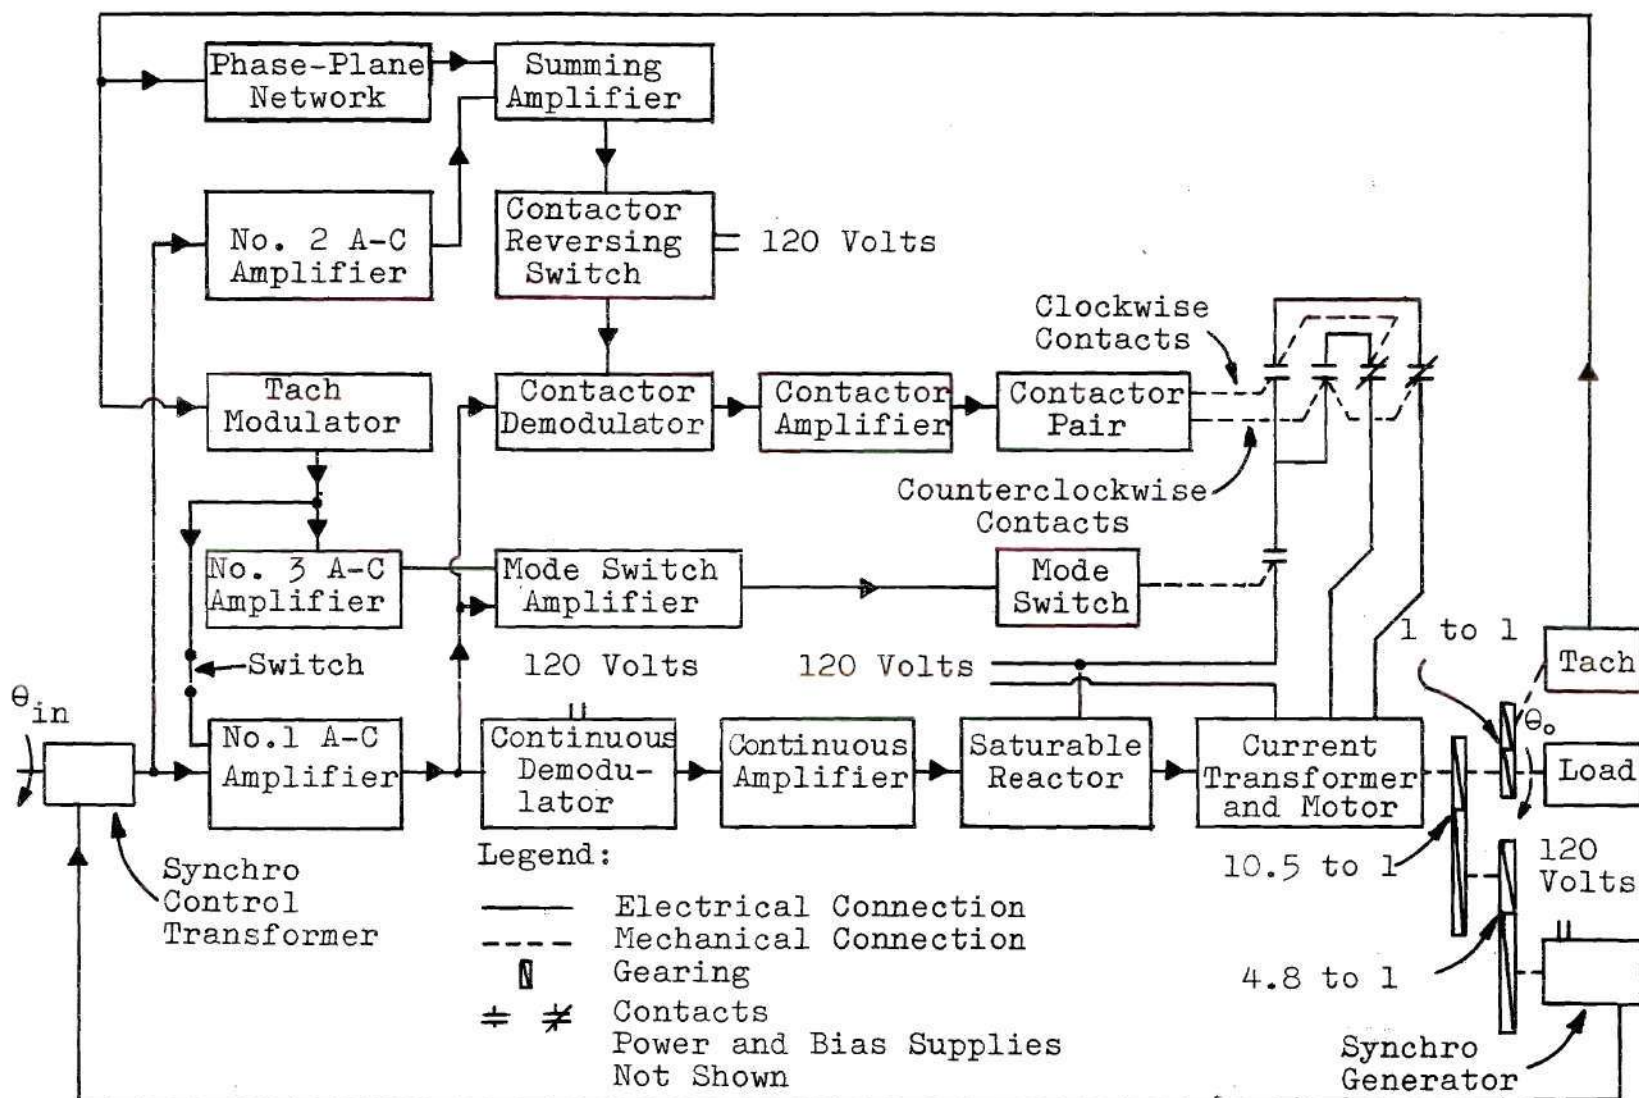 Phase-Plane
Network
Summing
Amplifier
No. 2 A-C
Amplifier
Contactor
Reversing
Switch
120 Volts
Clockwise
Contacts
Tach
Modulator
Contactor
Demodulator
Contactor
Amplifier
Contactor
Pair
Counterclockwise
Contacts
No. 3 A-C
Amplifier
Mode Switch
Amplifier
Mode
Switch
1 to 1
Tach
Switch
120 Volts
120 Volts
θin
θo
No.1 A-C
Amplifier
Continuous
Demodu-
lator
Continuous
Amplifier
Saturable
Reactor
Current
Transformer
and Motor
Load
Synchro
Control
Transformer
10.5 to 1
120
Volts
Legend:
Electrical Connection
Mechanical Connection
Gearing
Contacts
Power and Bias Supplies
Not Shown
4.8 to 1
Synchro
Generator